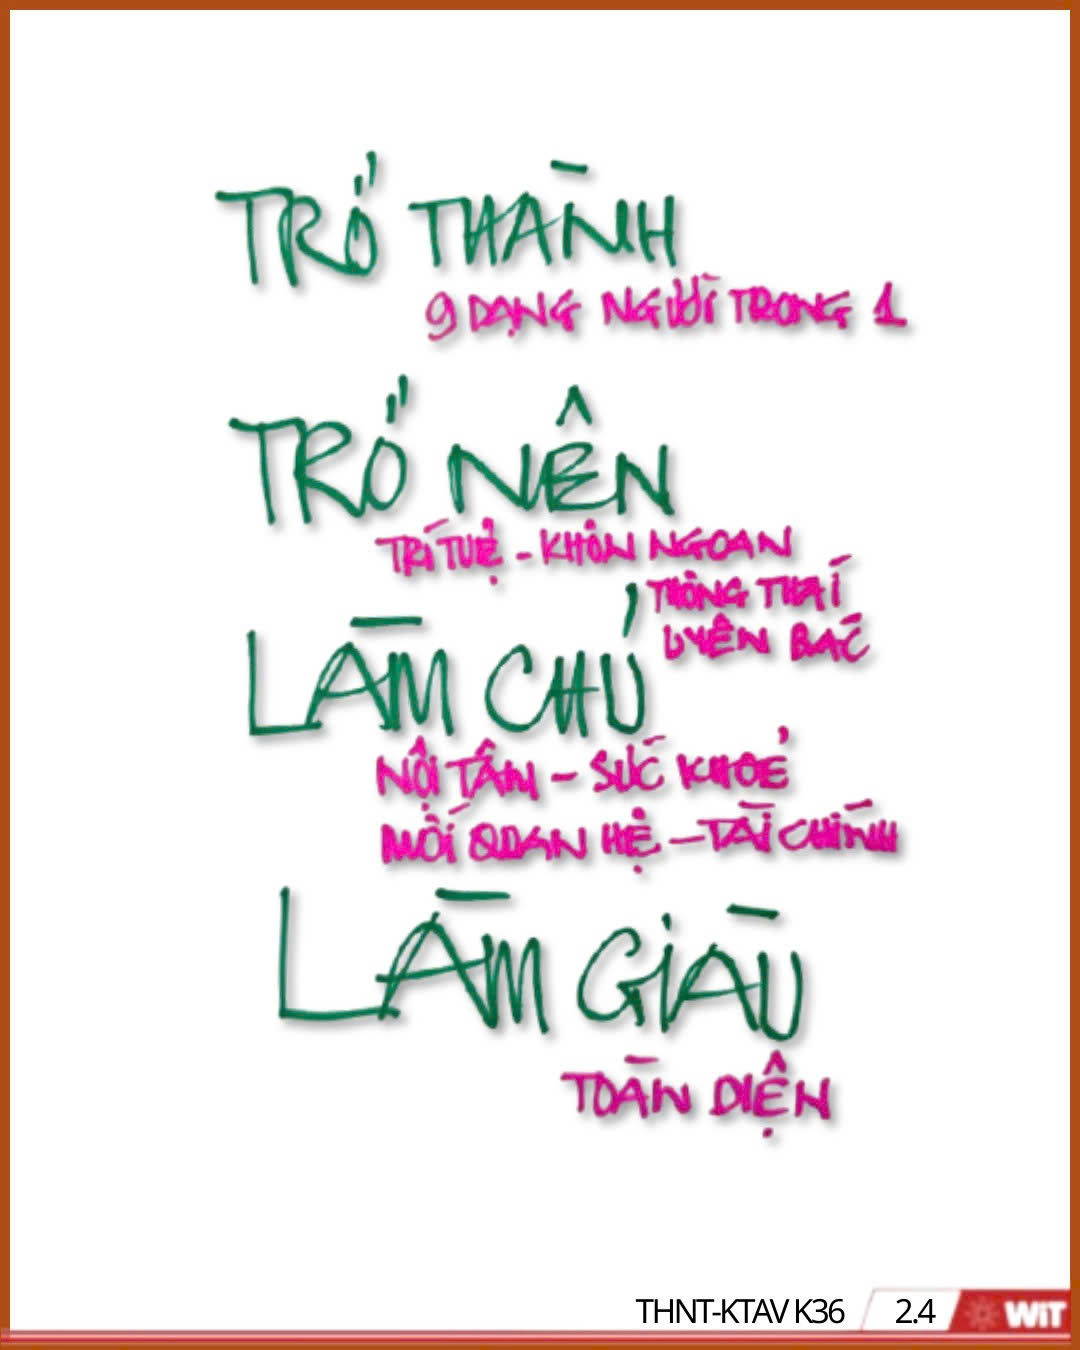 TRỞ THÀNH
9 DẠNG NGƯỜI TRONG 1
TRỞ NÊN
TRÍ TUỆ - KHÔN NGOAN
THÔNG THÁI
UYÊN BÁC
LÀM CHỦ
NỘI TÂM - SỨC KHOẺ
MỐI QUAN HỆ - TÀI CHÍNH
LÀM GIÀU
TOÀN DIỆN
THNT-KTAV K36 2.4 WiT